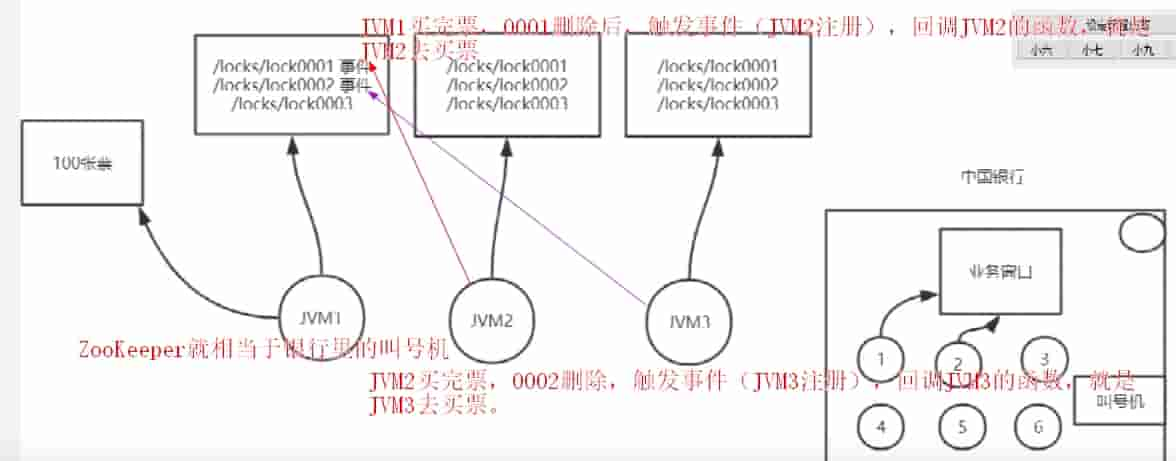 JVM1买完票，0001删除后，触发事件（JVM2注册），回调JVM2的函数，就是
JVM2去买票
小六 小七 小九
/locks/lock0001 事件
/locks/lock0002 事件
/locks/lock0003
/locks/lock0001
/locks/lock0002
/locks/lock0003
/locks/lock0001
/locks/lock0002
/locks/lock0003
100张票
中国银行
业务窗口
JVM1
JVM2
JVM3
ZooKeeper就相当于银行里的叫号机
1
2
3
JVM2买完票，0002删除，触发事件（JVM3注册），回调JVM3的函数，就是
JVM3去买票。
叫号机
4
5
6